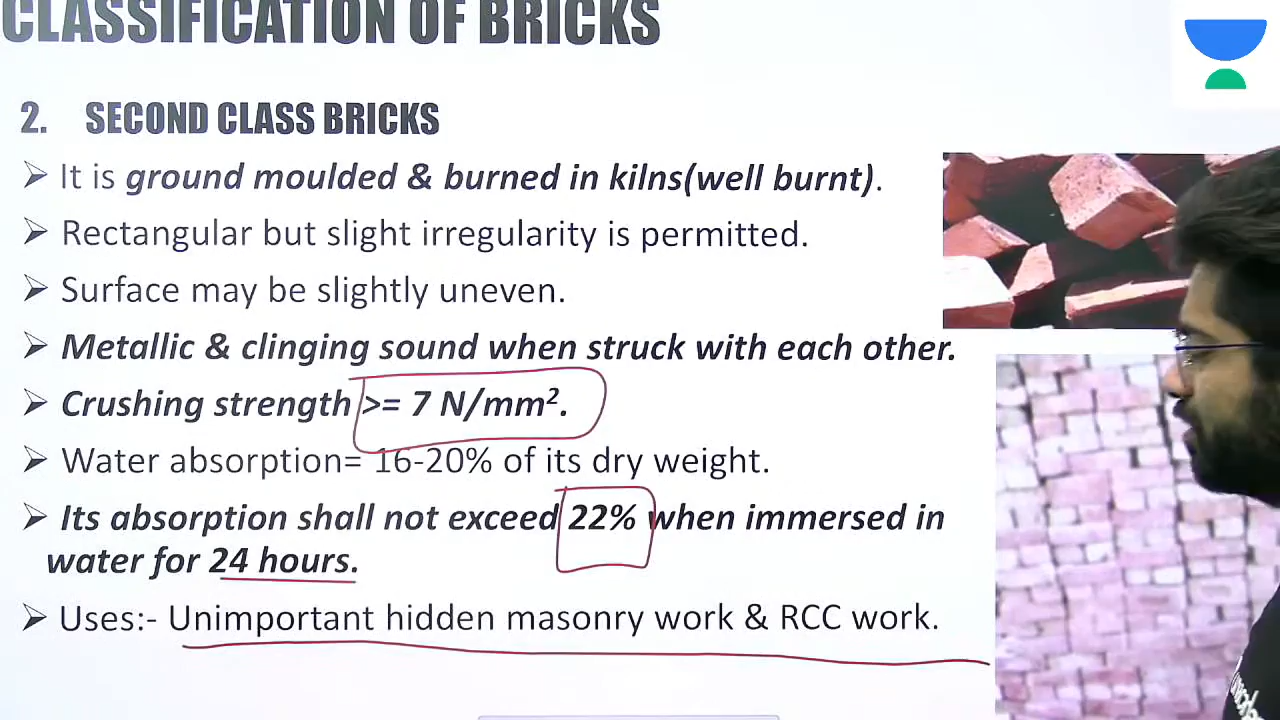 CLASSIFICATION OF BRICKS
2. SECOND CLASS BRICKS
➢ It is ground moulded & burned in kilns(well burnt).
➢ Rectangular but slight irregularity is permitted.
➢ Surface may be slightly uneven.
➢ Metallic & clinging sound when struck with each other.
➢ Crushing strength >= 7 N/mm².
➢ Water absorption= 16-20% of its dry weight.
➢ Its absorption shall not exceed 22% when immersed in
water for 24 hours.
➢ Uses:- Unimportant hidden masonry work & RCC work.